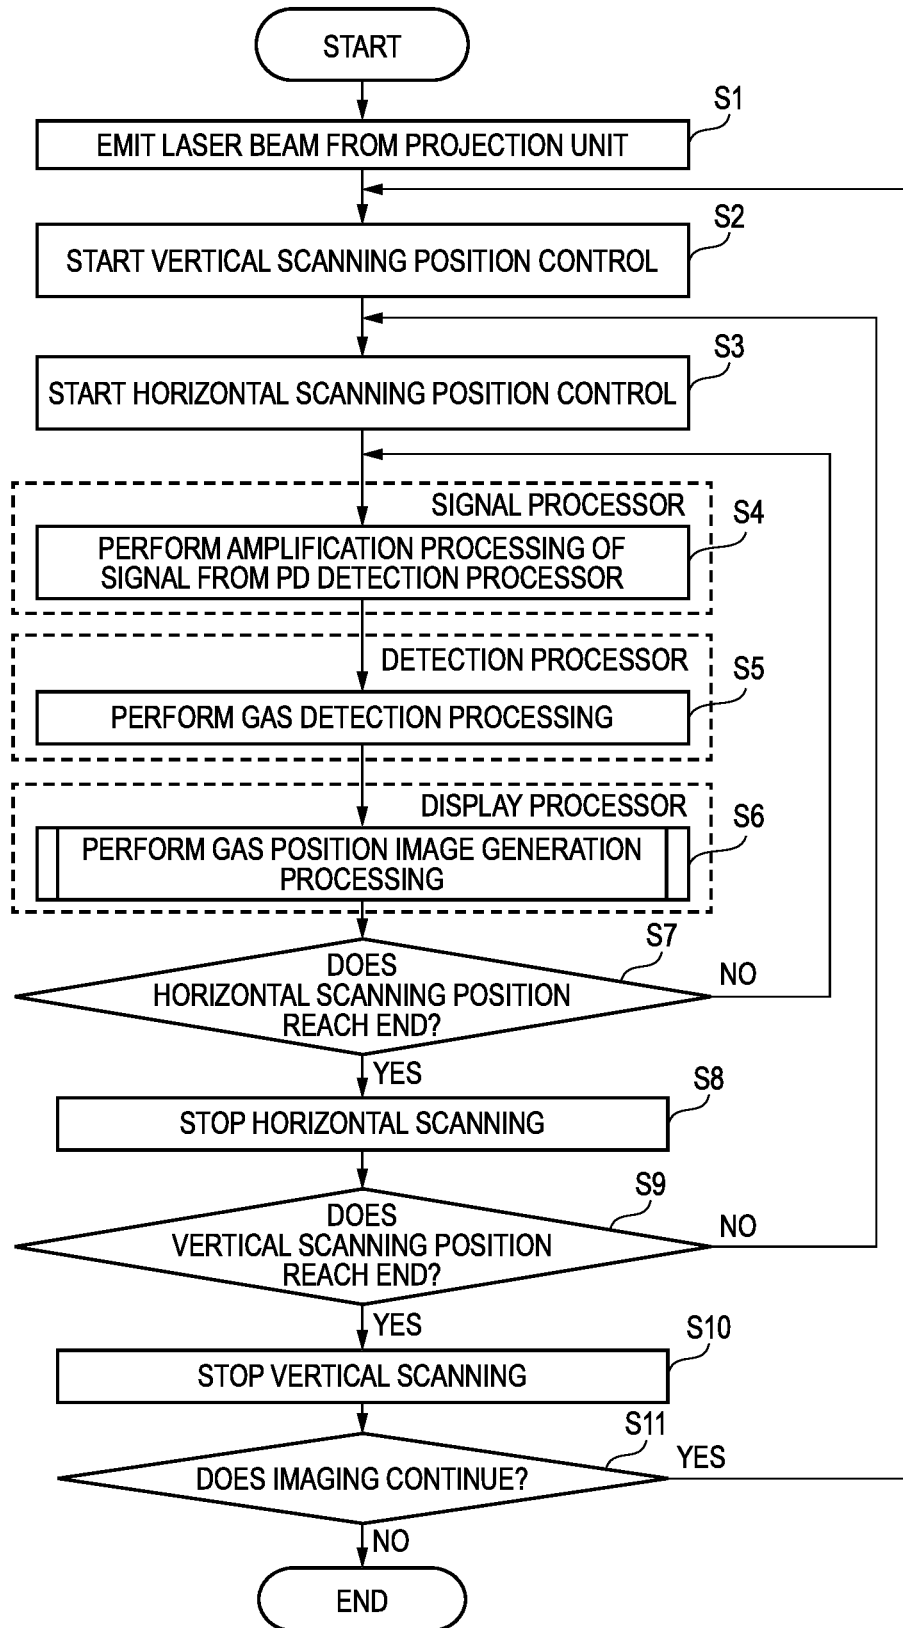 START
S1
EMIT LASER BEAM FROM PROJECTION UNIT
S2
START VERTICAL SCANNING POSITION CONTROL
S3
START HORIZONTAL SCANNING POSITION CONTROL
SIGNAL PROCESSOR
S4
PERFORM AMPLIFICATION PROCESSING OF
SIGNAL FROM PD DETECTION PROCESSOR
DETECTION PROCESSOR
S5
PERFORM GAS DETECTION PROCESSING
DISPLAY PROCESSOR
S6
PERFORM GAS POSITION IMAGE GENERATION
PROCESSING
S7
DOES
HORIZONTAL SCANNING POSITION
REACH END?
NO
YES
S8
STOP HORIZONTAL SCANNING
S9
DOES
VERTICAL SCANNING POSITION
REACH END?
NO
YES
S10
STOP VERTICAL SCANNING
S11
DOES IMAGING CONTINUE?
YES
NO
END